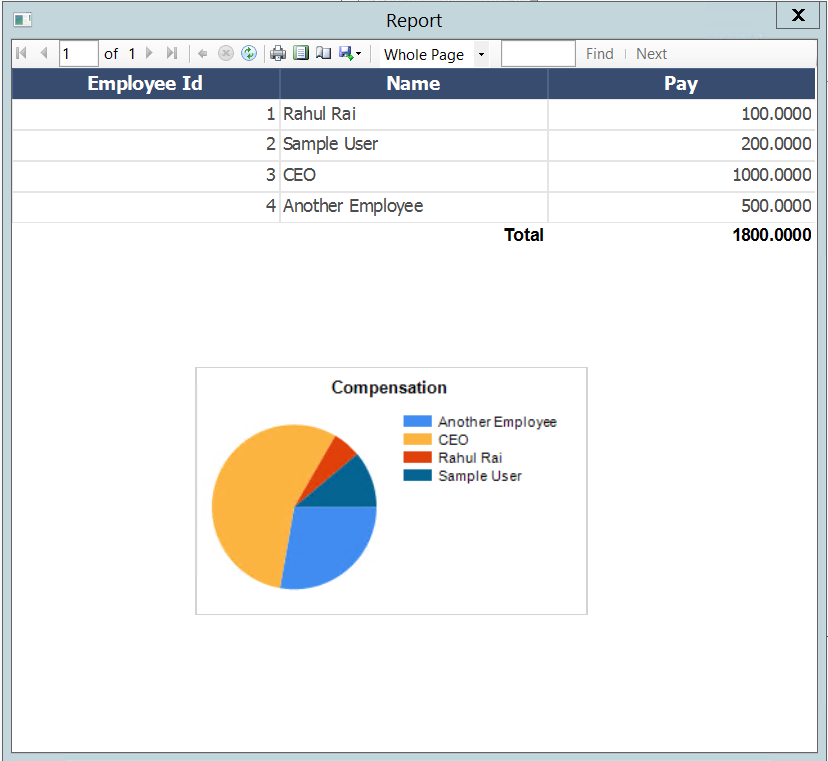 Report
X
1 of 1 Whole Page Find Next
Employee Id Name Pay
1 Rahul Rai 100.0000
2 Sample User 200.0000
3 CEO 1000.0000
4 Another Employee 500.0000
Total 1800.0000
Compensation
Another Employee
CEO
Rahul Rai
Sample User